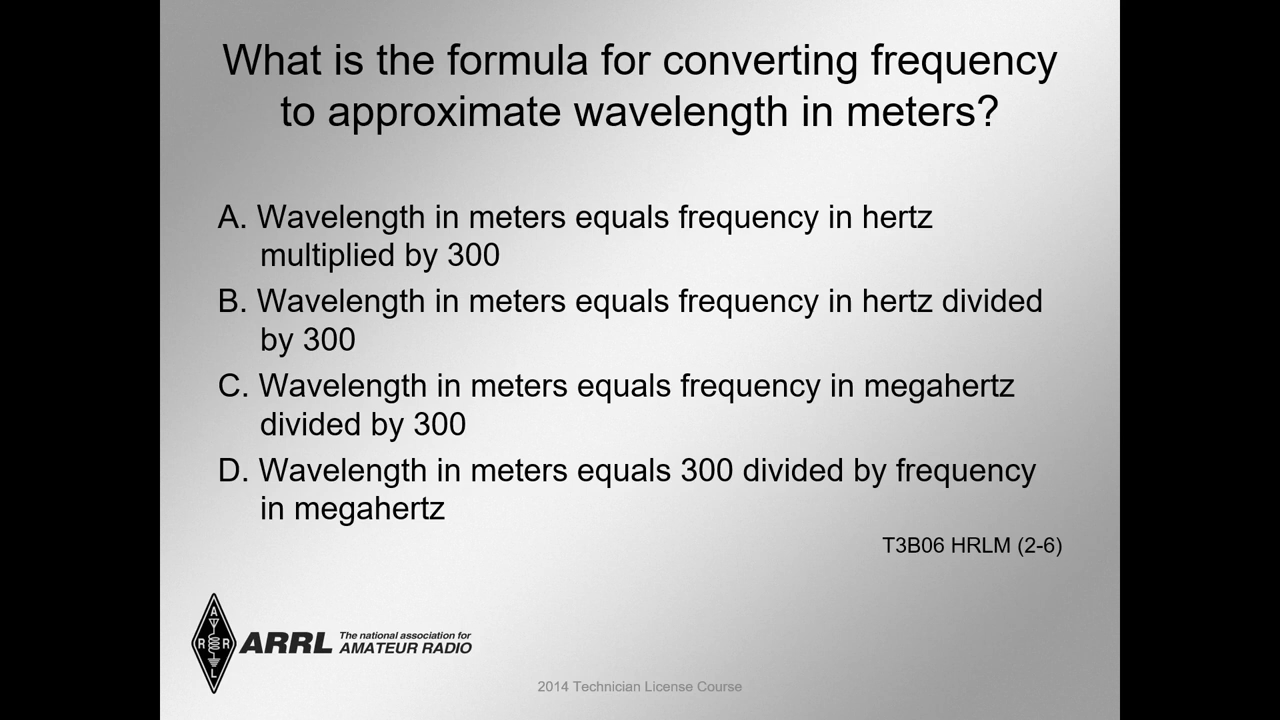 What is the formula for converting frequency
to approximate wavelength in meters?
A. Wavelength in meters equals frequency in hertz
multiplied by 300
B. Wavelength in meters equals frequency in hertz divided
by 300
C. Wavelength in meters equals frequency in megahertz
divided by 300
D. Wavelength in meters equals 300 divided by frequency
in megahertz
T3B06 HRLM (2-6)
A
R R
L
ARRL The national association for
AMATEUR RADIO
2014 Technician License Course